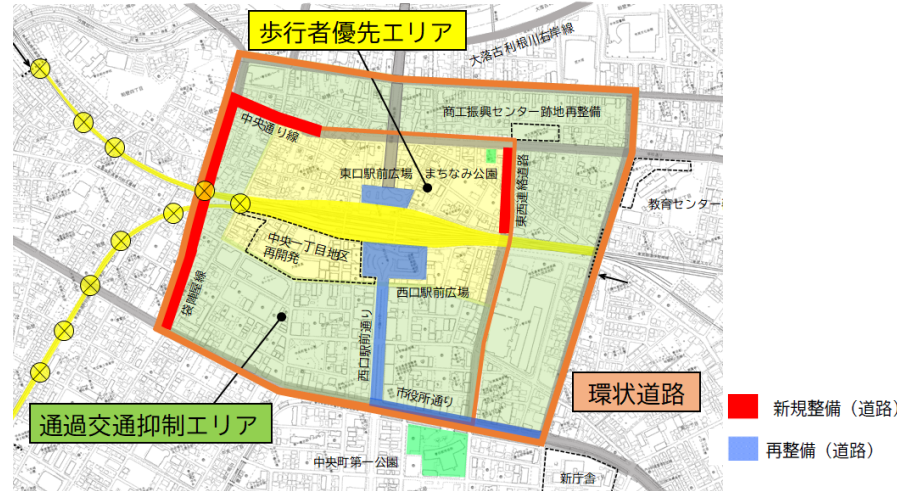 歩行者優先エリア
大落古利根川右岸線
商工振興センター跡地再整備
中央通り線
東口駅前広場
まちなみ公園
東西連絡道路
教育センター
中央一丁目地区
再開発
西口駅前広場
袋陣屋線
西口駅前通り
市役所通り
環状道路
通過交通抑制エリア
新規整備（道路）
再整備（道路）
中央町第一公園
新庁舎